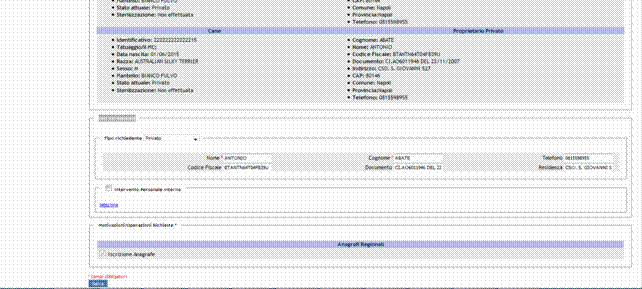 Mantello: BIANCO FULVO
Stato attuale: Privato
Sterilizzazione: Non effettuata
Comune: Napoli
Provincia:Napoli
Telefono: 0815598955
Cane
Proprietario Privato
Identificativo: 222222222222215
Tatuaggio/II MC:
Data nascita: 01/06/2015
Razza: AUSTRALIAN SILKY TERRIER
Sesso: M
Mantello: BIANCO FULVO
Stato attuale: Privato
Sterilizzazione: Non effettuata
Cognome: ABATE
Nome: ANTONIO
Codice Fiscale: BTANTN64T04F839U
Documento: CI.AO6011946 DEL 22/11/2007
Indirizzo: CSO. S. GIOVANNI 527
CAP: 80146
Comune: Napoli
Provincia:Napoli
Telefono: 0815598955
Tipo richiedente Privato
Nome * ANTONIO
Cognome * ABATE
Telefono 0815598955
Codice Fiscale BTANTN64T04F839U
Documento CI.AO6011946 DEL 22
Residenza CSO. S. GIOVANNI 5
Intervento Personale Interno
Seleziona
Motivazioni/Operazioni Richieste *
Anagrafi Regionali
Iscrizione Anagrafe
* Campi obbligatori
Salva